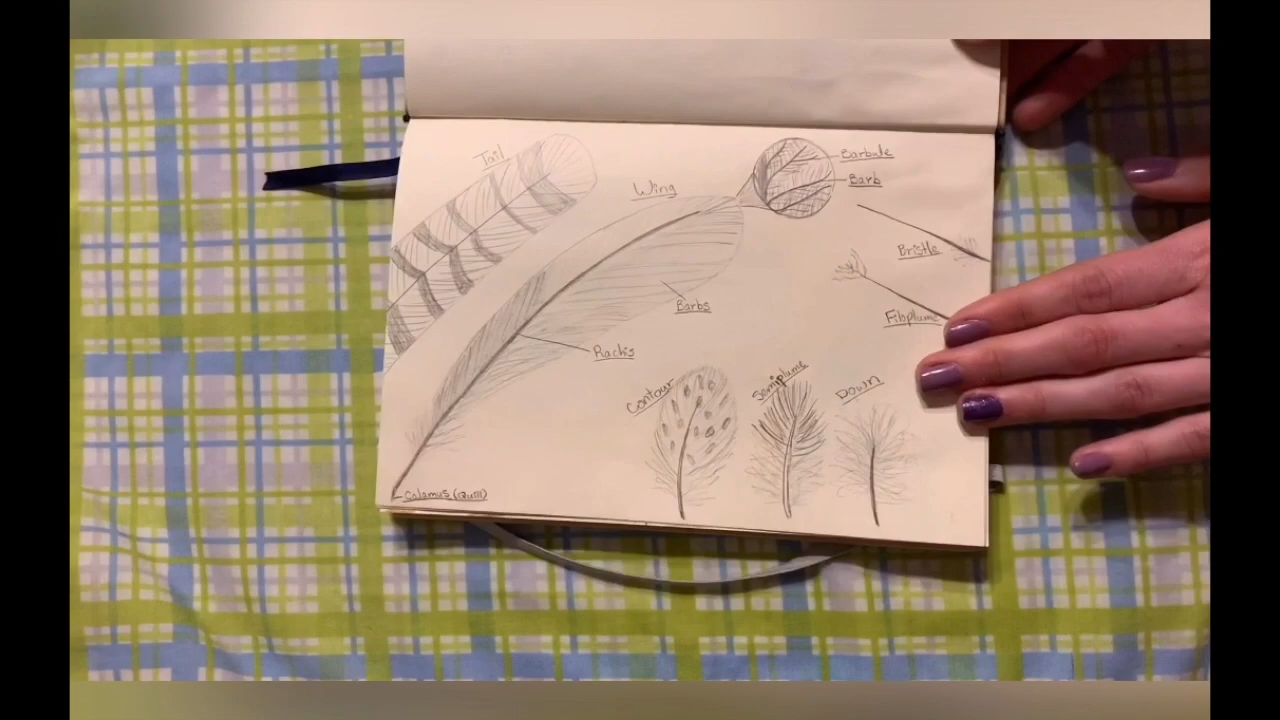 Tail
Wing
Barbule
Barb
Bristle
Barbs
Filoplume
Rachis
Contour
Semiplume
Down
Calamus (Quill)